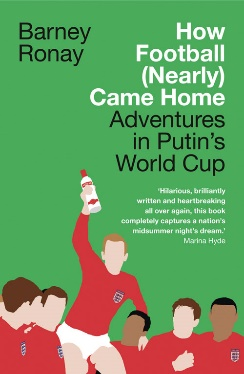 Barney
Ronay
How
Football
(Nearly)
Came Home
Adventures
in Putin's
World Cup
‘Hilarious, brilliantly
written and heartbreaking
all over again, this book
completely captures a nation's
midsummer night's dream.’
Marina Hyde